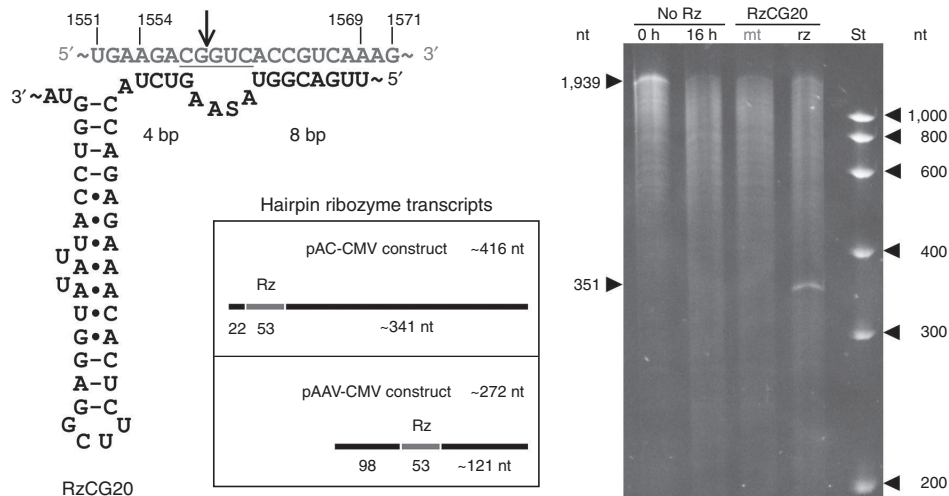 1551 1554 1569 1571
5′ ~UGAAGACGGUCACCGUCAAAG~ 3′
3′~AU A UCUG AASA UGGCAGUU~ 5′
4 bp 8 bp
RzCG20
Hairpin ribozyme transcripts
pAC-CMV construct ~416 nt
Rz
22 53 ~341 nt
pAAV-CMV construct ~272 nt
Rz
98 53 ~121 nt
No Rz RzCG20
nt 0 h 16 h mt rz St nt
1,939
1,000
800
600
400
351
300
200